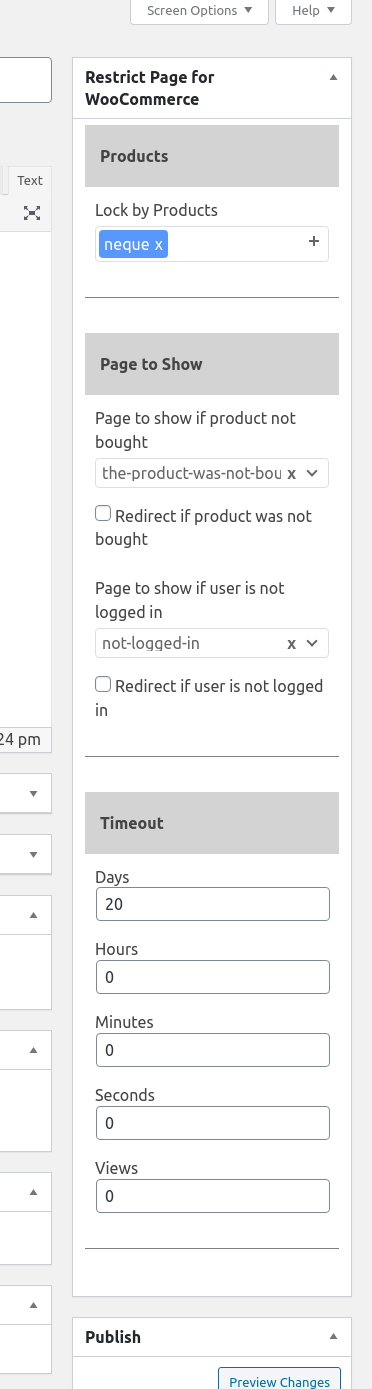 Screen Options
Help
Restrict Page for
WooCommerce
Products
Text
Lock by Products
neque x
+
Page to Show
Page to show if product not
bought
the-product-was-not-bou x
Redirect if product was not
bought
Page to show if user is not
logged in
not-logged-in x
Redirect if user is not logged
in
24 pm
Timeout
Days
20
Hours
0
Minutes
0
Seconds
0
Views
0
Publish
Preview Changes